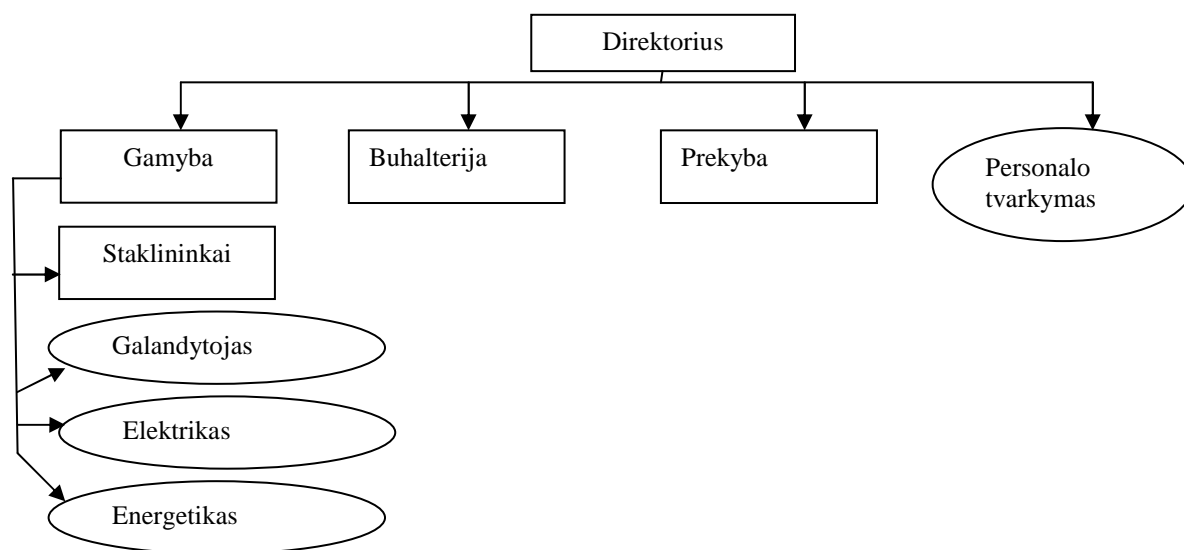 Direktorius
Gamyba
Buhalterija
Prekyba
Personalo
tvarkymas
Staklininkai
Galandytojas
Elektrikas
Energetikas